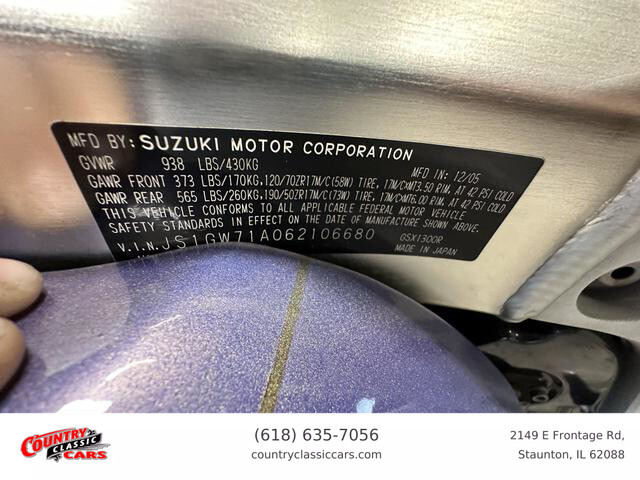 MFD BY: SUZUKI MOTOR CORPORATION
GVWR 938 LBS/430KG MFD IN: 12/05
GAWR FRONT 373 LBS/170KG,120/70ZR17M/C(58W) TIRE, 17M/C×MT3.50 RIM, AT 42 PSI COLD
GAWR REAR 565 LBS/260KG,190/50ZR17M/C(73W) TIRE, 17M/C×MT6.00 RIM, AT 42 PSI COLD
THIS VEHICLE CONFORMS TO ALL APPLICABLE FEDERAL MOTOR VEHICLE
SAFETY STANDARDS IN EFFECT ON THE DATE OF MANUFACTURE SHOWN ABOVE.
V.I.N. JS1GW71A062106680 GSX1300R
MADE IN JAPAN
COUNTRY
CLASSIC
CARS
(618) 635-7056
countryclassiccars.com
2149 E Frontage Rd,
Staunton, IL 62088